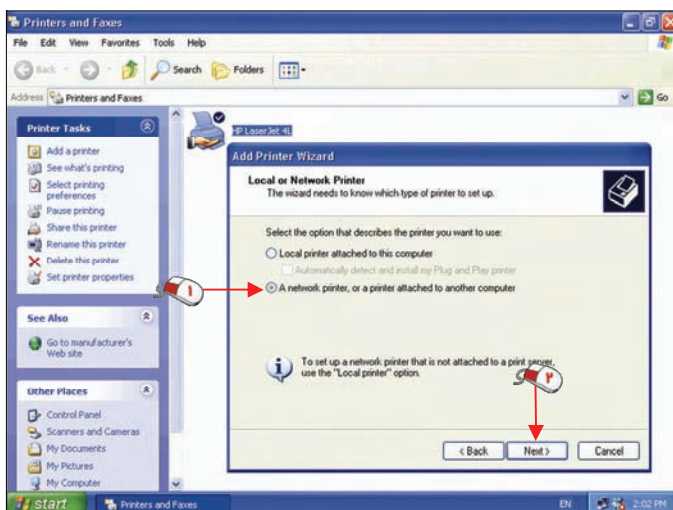 Printers and Faxes
File Edit View Favorites Tools Help
Back Search Folders
Address Printers and Faxes Go
Printer Tasks
Add a printer
See what's printing
Select printing
preferences
Pause printing
Share this printer
Rename this printer
Delete this printer
Set printer properties
See Also
Go to manufacturer's
Web site
Other Places
Control Panel
Scanners and Cameras
My Documents
My Pictures
My Computer
HP LaserJet 4L
Add Printer Wizard
Local or Network Printer
The wizard needs to know which type of printer to set up.
Select the option that describes the printer you want to use:
Local printer attached to this computer
Automatically detect and install my Plug and Play printer
۱
A network printer, or a printer attached to another computer
To set up a network printer that is not attached to a print server,
use the "Local printer" option.
۲
< Back Next > Cancel
start Printers and Faxes EN 2:02 PM